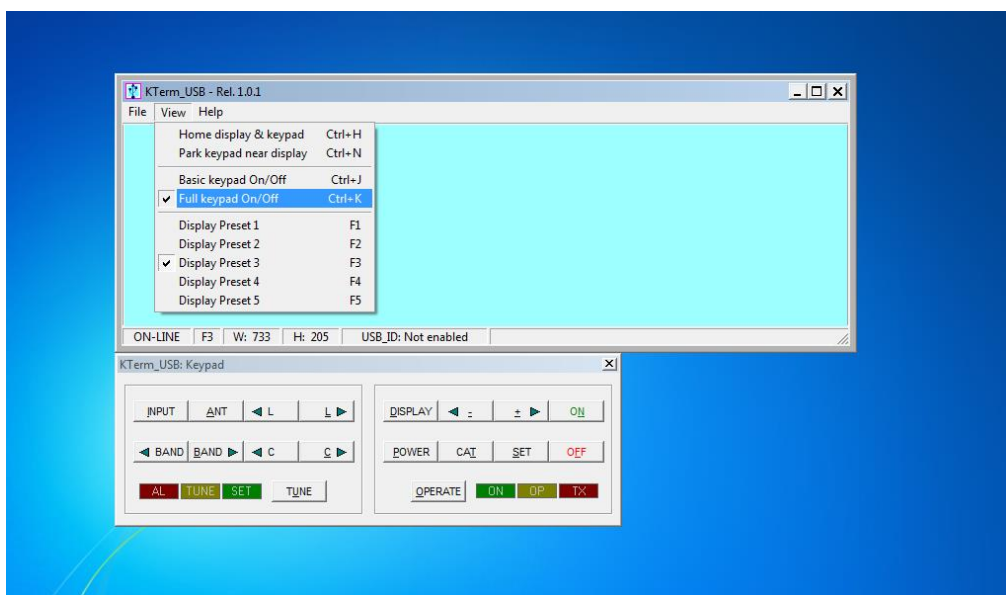 KTerm_USB - Rel. 1.0.1
File View Help
Home display & keypad Ctrl+H
Park keypad near display Ctrl+N
Basic keypad On/Off Ctrl+J
Full keypad On/Off Ctrl+K
Display Preset 1 F1
Display Preset 2 F2
Display Preset 3 F3
Display Preset 4 F4
Display Preset 5 F5
ON-LINE F3 W: 733 H: 205 USB_ID: Not enabled
KTerm_USB: Keypad
INPUT ANT L L DISPLAY - + ON
BAND BAND C C POWER CAT SET OFF
AL TUNE SET TUNE OPERATE ON OP TX